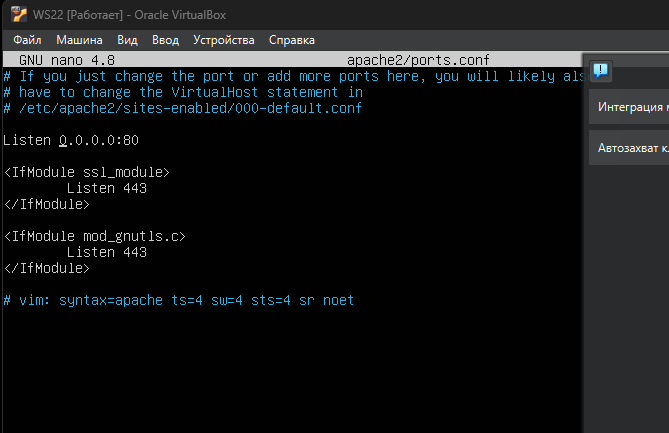 WS22 [Работает] - Oracle VirtualBox
Файл Машина Вид Ввод Устройства Справка
GNU nano 4.8 apache2/ports.conf
# If you just change the port or add more ports here, you will likely als
# have to change the VirtualHost statement in
# /etc/apache2/sites-enabled/000-default.conf
Listen 0.0.0.0:80
<IfModule ssl_module>
Listen 443
</IfModule>
<IfModule mod_gnutls.c>
Listen 443
</IfModule>
# vim: syntax=apache ts=4 sw=4 sts=4 sr noet
Интеграция м
Автозахват кл